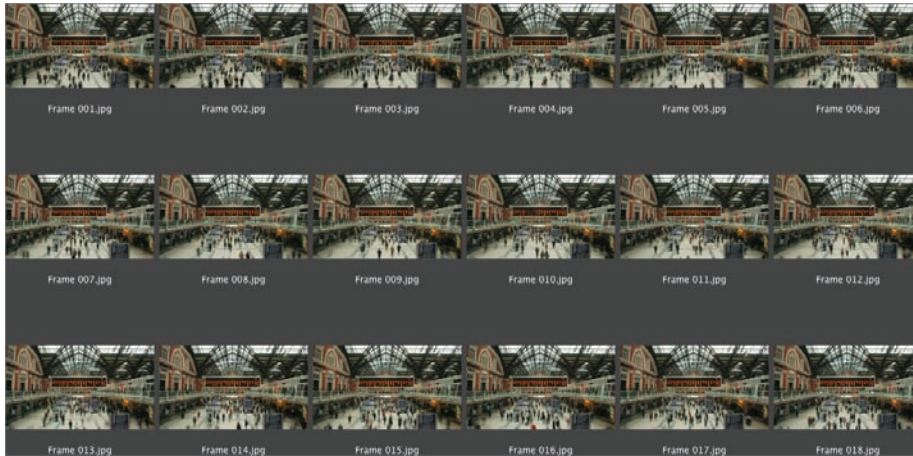 Frame 001.jpg Frame 002.jpg Frame 003.jpg Frame 004.jpg Frame 005.jpg Frame 006.jpg
Frame 007.jpg Frame 008.jpg Frame 009.jpg Frame 010.jpg Frame 011.jpg Frame 012.jpg
Frame 013.jpg Frame 014.jpg Frame 015.jpg Frame 016.jpg Frame 017.jpg Frame 018.jpg